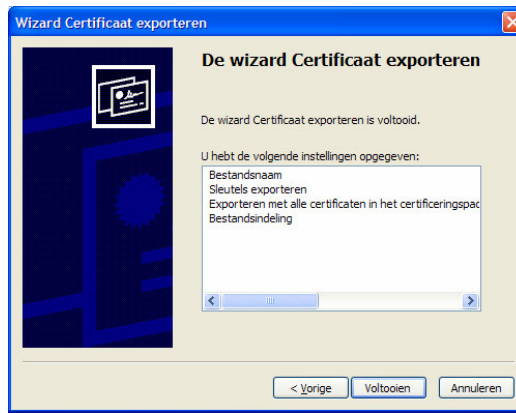 Wizard Certificaat exporteren
De wizard Certificaat exporteren
De wizard Certificaat exporteren is voltooid.
U hebt de volgende instellingen opgegeven:
Bestandsnaam
Sleutels exporteren
Exporteren met alle certificaten in het certificeringspad
Bestandsindeling
< Vorige
Voltooien
Annuleren